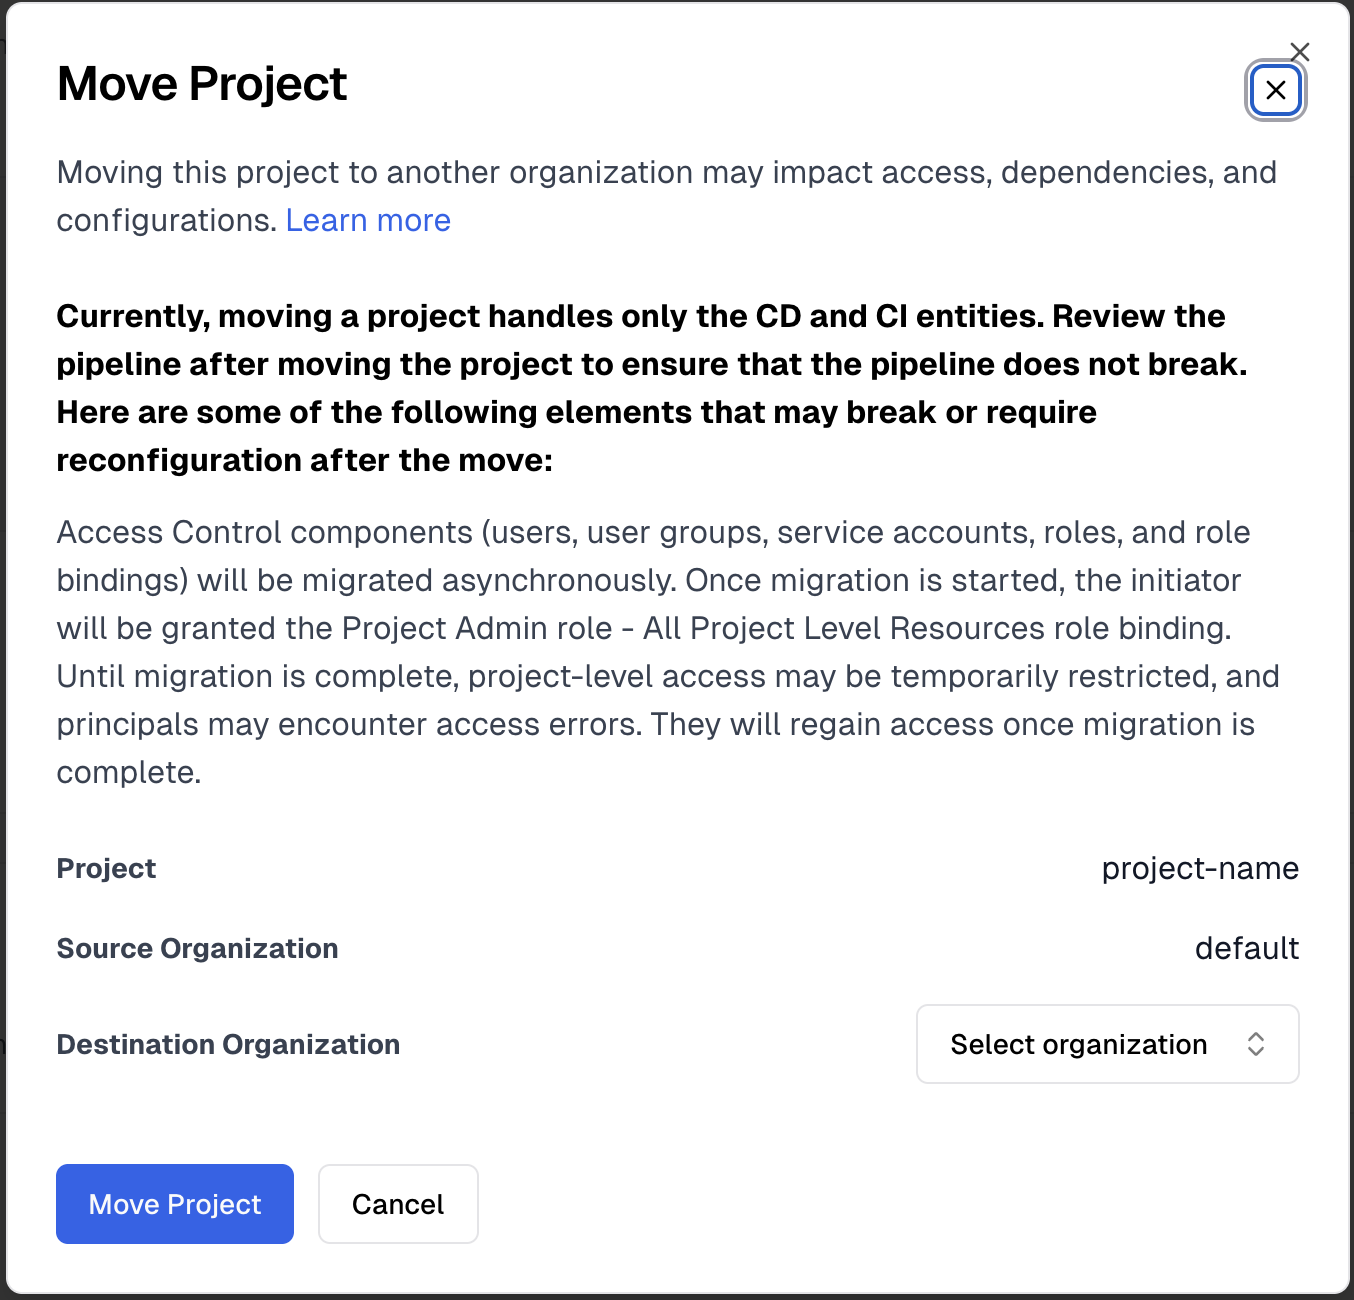 Move Project
Moving this project to another organization may impact access, dependencies, and
configurations. Learn more
Currently, moving a project handles only the CD and CI entities. Review the
pipeline after moving the project to ensure that the pipeline does not break.
Here are some of the following elements that may break or require
reconfiguration after the move:
Access Control components (users, user groups, service accounts, roles, and role
bindings) will be migrated asynchronously. Once migration is started, the initiator
will be granted the Project Admin role - All Project Level Resources role binding.
Until migration is complete, project-level access may be temporarily restricted, and
principals may encounter access errors. They will regain access once migration is
complete.
Project project-name
Source Organization default
Destination Organization Select organization
Move Project Cancel